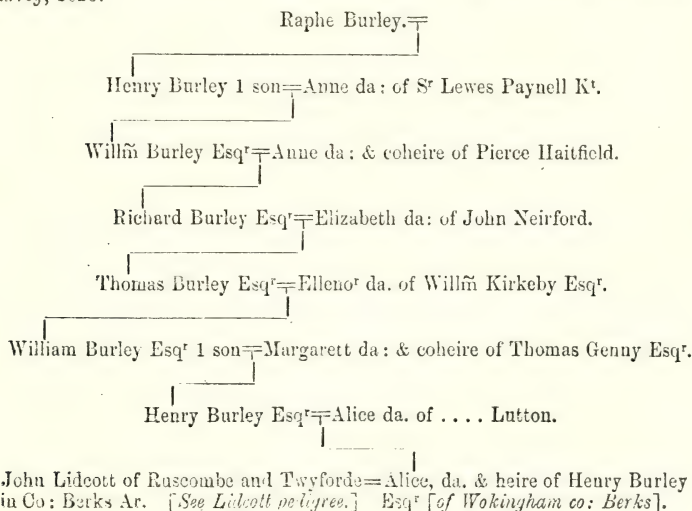 Raphe Burley.
Henry Burley 1 son=Anne da: of Sʳ Lewes Paynell Kᵗ.
Willm̃ Burley Esqʳ=Anne da: & coheire of Pierce Haitfield.
Richard Burley Esqʳ=Elizabeth da: of John Neirford.
Thomas Burley Esqʳ=Ellenoʳ da. of Willm̃ Kirkeby Esqʳ.
William Burley Esqʳ 1 son=Margarett da: & coheire of Thomas Genny Esqʳ.
Henry Burley Esqʳ=Alice da. of . . . . Lutton.
John Lidcott of Ruscombe and Twyforde=Alice, da. & heire of Henry Burley
in Co: Berks Ar. [See Lidcott pedigree.] Esqʳ [of Wokingham co: Berks].